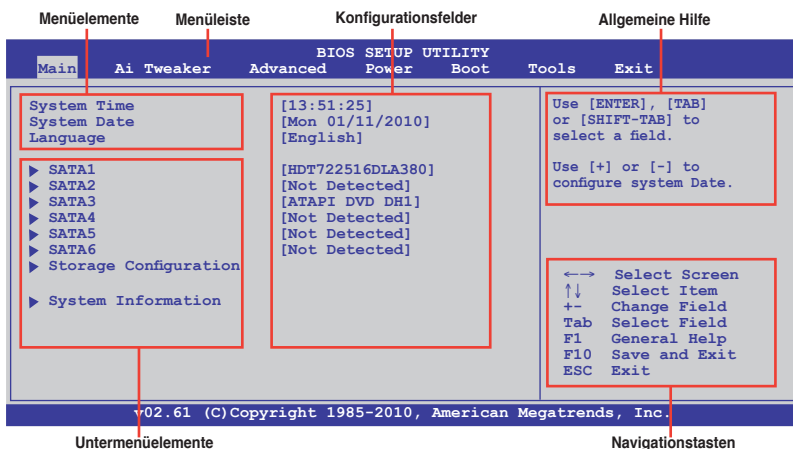 Menüelemente Menüleiste Konfigurationsfelder Allgemeine Hilfe
BIOS SETUP UTILITY
Main Ai Tweaker Advanced Power Boot Tools Exit
System Time [13:51:25]
System Date [Mon 01/11/2010]
Language [English]
▶ SATA1 [HDT722516DLA380]
▶ SATA2 [Not Detected]
▶ SATA3 [ATAPI DVD DH1]
▶ SATA4 [Not Detected]
▶ SATA5 [Not Detected]
▶ SATA6 [Not Detected]
▶ Storage Configuration
▶ System Information
Use [ENTER], [TAB]
or [SHIFT-TAB] to
select a field.
Use [+] or [-] to
configure system Date.
←→ Select Screen
↑↓ Select Item
+- Change Field
Tab Select Field
F1 General Help
F10 Save and Exit
ESC Exit
v02.61 (C)Copyright 1985-2010, American Megatrends, Inc.
Untermenüelemente Navigationstasten